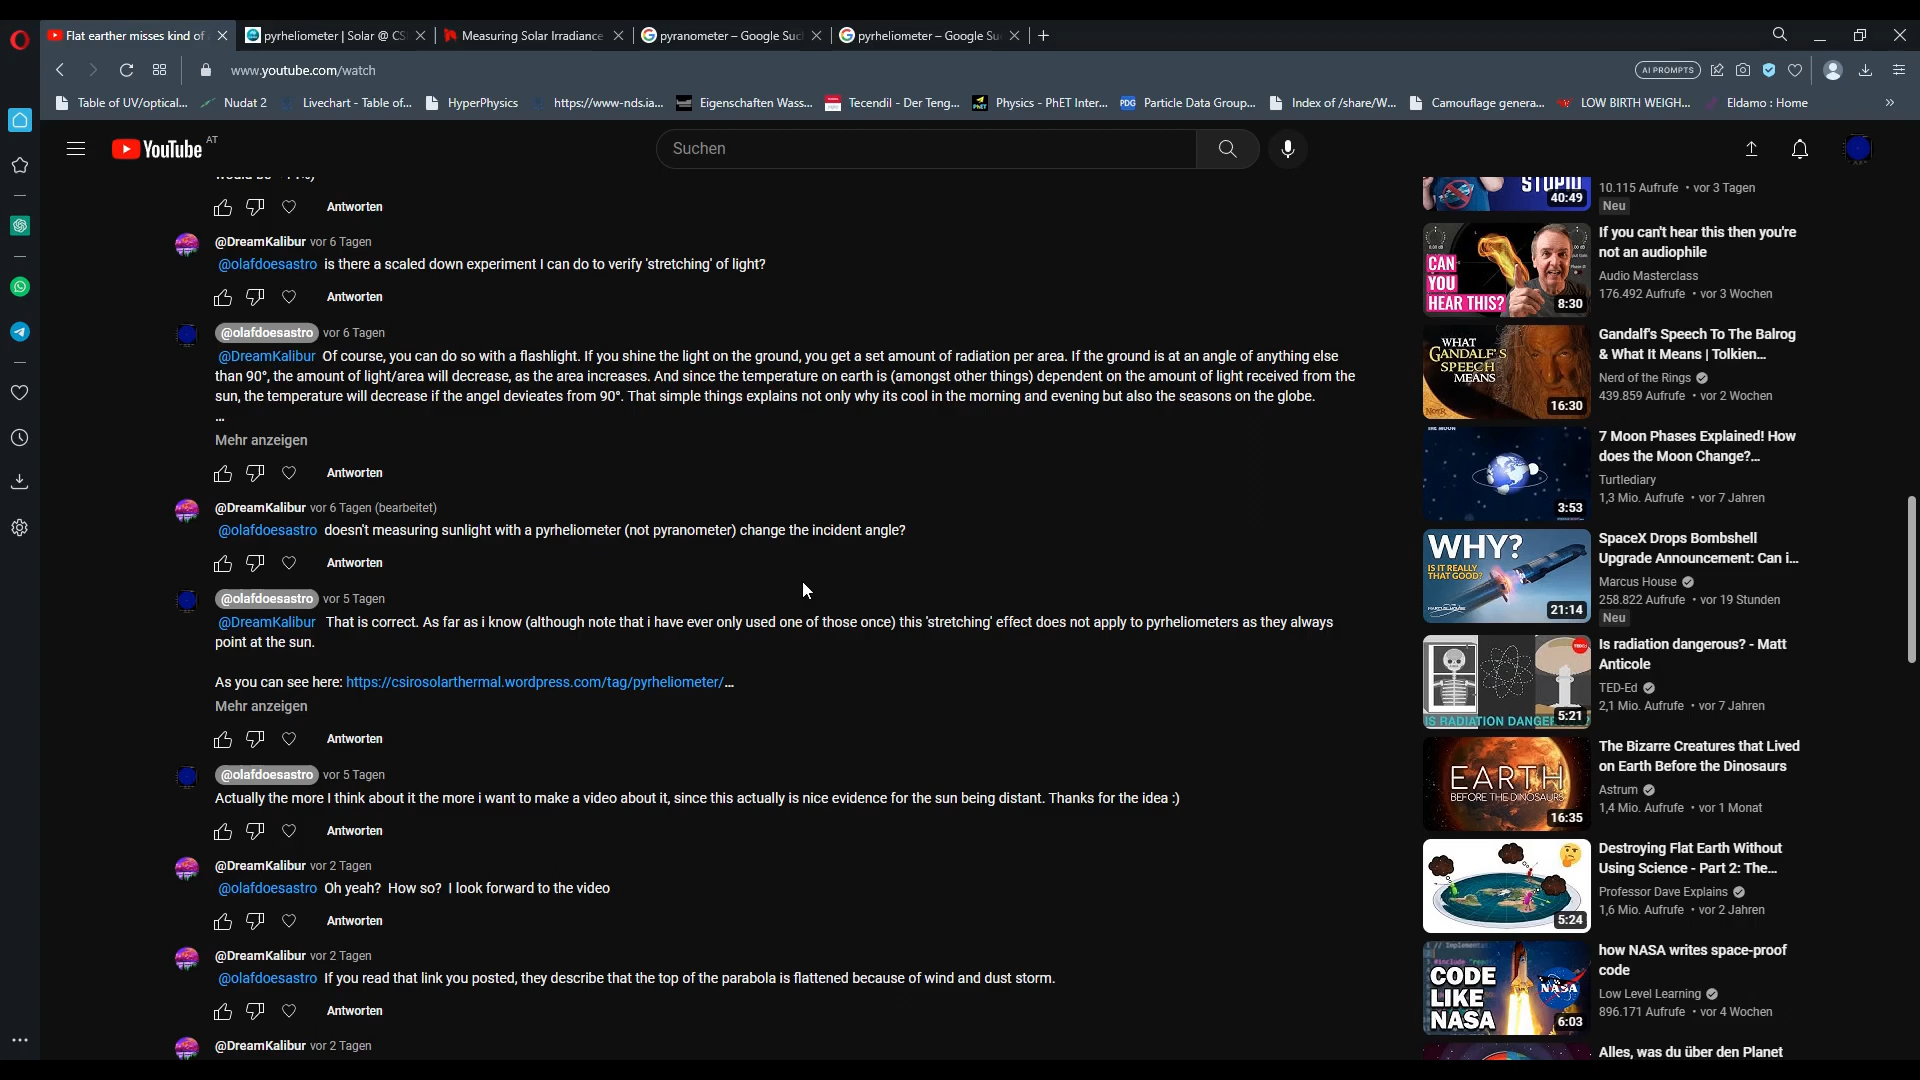 Flat earther misses kind of
pyrheliometer | Solar @ CS
Measuring Solar Irradiance
pyranometer – Google Suc
pyrheliometer – Google Su
www.youtube.com/watch
AI PROMPTS
Table of UV/optical...
Nudat 2
Livechart - Table of...
HyperPhysics
https://www-nds.ia...
Eigenschaften Wass...
Tecendil - Der Teng...
Physics - PhET Inter...
PDG Particle Data Group...
Index of /share/W...
Camouflage genera...
LOW BIRTH WEIGH...
Eldamo : Home
YouTube AT
Suchen
Antworten
@DreamKalibur vor 6 Tagen
@olafdoesastro is there a scaled down experiment I can do to verify 'stretching' of light?
Antworten
@olafdoesastro vor 6 Tagen
@DreamKalibur Of course, you can do so with a flashlight. If you shine the light on the ground, you get a set amount of radiation per area. If the ground is at an angle of anything else
than 90°, the amount of light/area will decrease, as the area increases. And since the temperature on earth is (amongst other things) dependent on the amount of light received from the
sun, the temperature will decrease if the angel devieates from 90°. That simple things explains not only why its cool in the morning and evening but also the seasons on the globe.
...
Mehr anzeigen
Antworten
@DreamKalibur vor 6 Tagen (bearbeitet)
@olafdoesastro doesn't measuring sunlight with a pyrheliometer (not pyranometer) change the incident angle?
Antworten
@olafdoesastro vor 5 Tagen
@DreamKalibur That is correct. As far as i know (although note that i have ever only used one of those once) this 'stretching' effect does not apply to pyrheliometers as they always
point at the sun.
As you can see here: https://csirosolarthermal.wordpress.com/tag/pyrheliometer/...
Mehr anzeigen
Antworten
@olafdoesastro vor 5 Tagen
Actually the more I think about it the more i want to make a video about it, since this actually is nice evidence for the sun being distant. Thanks for the idea :)
Antworten
@DreamKalibur vor 2 Tagen
@olafdoesastro Oh yeah? How so? I look forward to the video
Antworten
@DreamKalibur vor 2 Tagen
@olafdoesastro If you read that link you posted, they describe that the top of the parabola is flattened because of wind and dust storm.
Antworten
@DreamKalibur vor 2 Tagen
STUPID
40:49
10.115 Aufrufe • vor 3 Tagen
Neu
CAN
YOU
HEAR THIS?
8:30
If you can't hear this then you're
not an audiophile
Audio Masterclass
176.492 Aufrufe • vor 3 Wochen
WHAT
GANDALF'S
SPEECH
MEANS
16:30
Gandalf's Speech To The Balrog
& What It Means | Tolkien...
Nerd of the Rings
439.859 Aufrufe • vor 2 Wochen
THE MOON
3:53
7 Moon Phases Explained! How
does the Moon Change?...
Turtlediary
1,3 Mio. Aufrufe • vor 7 Jahren
WHY?
IS IT REALLY
THAT GOOD?
MARCUS HOUSE
21:14
SpaceX Drops Bombshell
Upgrade Announcement: Can i...
Marcus House
258.822 Aufrufe • vor 19 Stunden
Neu
IS RADIATION DANGEROUS?
5:21
Is radiation dangerous? - Matt
Anticole
TED-Ed
2,1 Mio. Aufrufe • vor 7 Jahren
EARTH
BEFORE THE DINOSAURS
16:35
The Bizarre Creatures that Lived
on Earth Before the Dinosaurs
Astrum
1,4 Mio. Aufrufe • vor 1 Monat
5:24
Destroying Flat Earth Without
Using Science - Part 2: The...
Professor Dave Explains
1,6 Mio. Aufrufe • vor 2 Jahren
CODE
LIKE
NASA
NASA
6:03
how NASA writes space-proof
code
Low Level Learning
896.171 Aufrufe • vor 4 Wochen
Alles, was du über den Planet